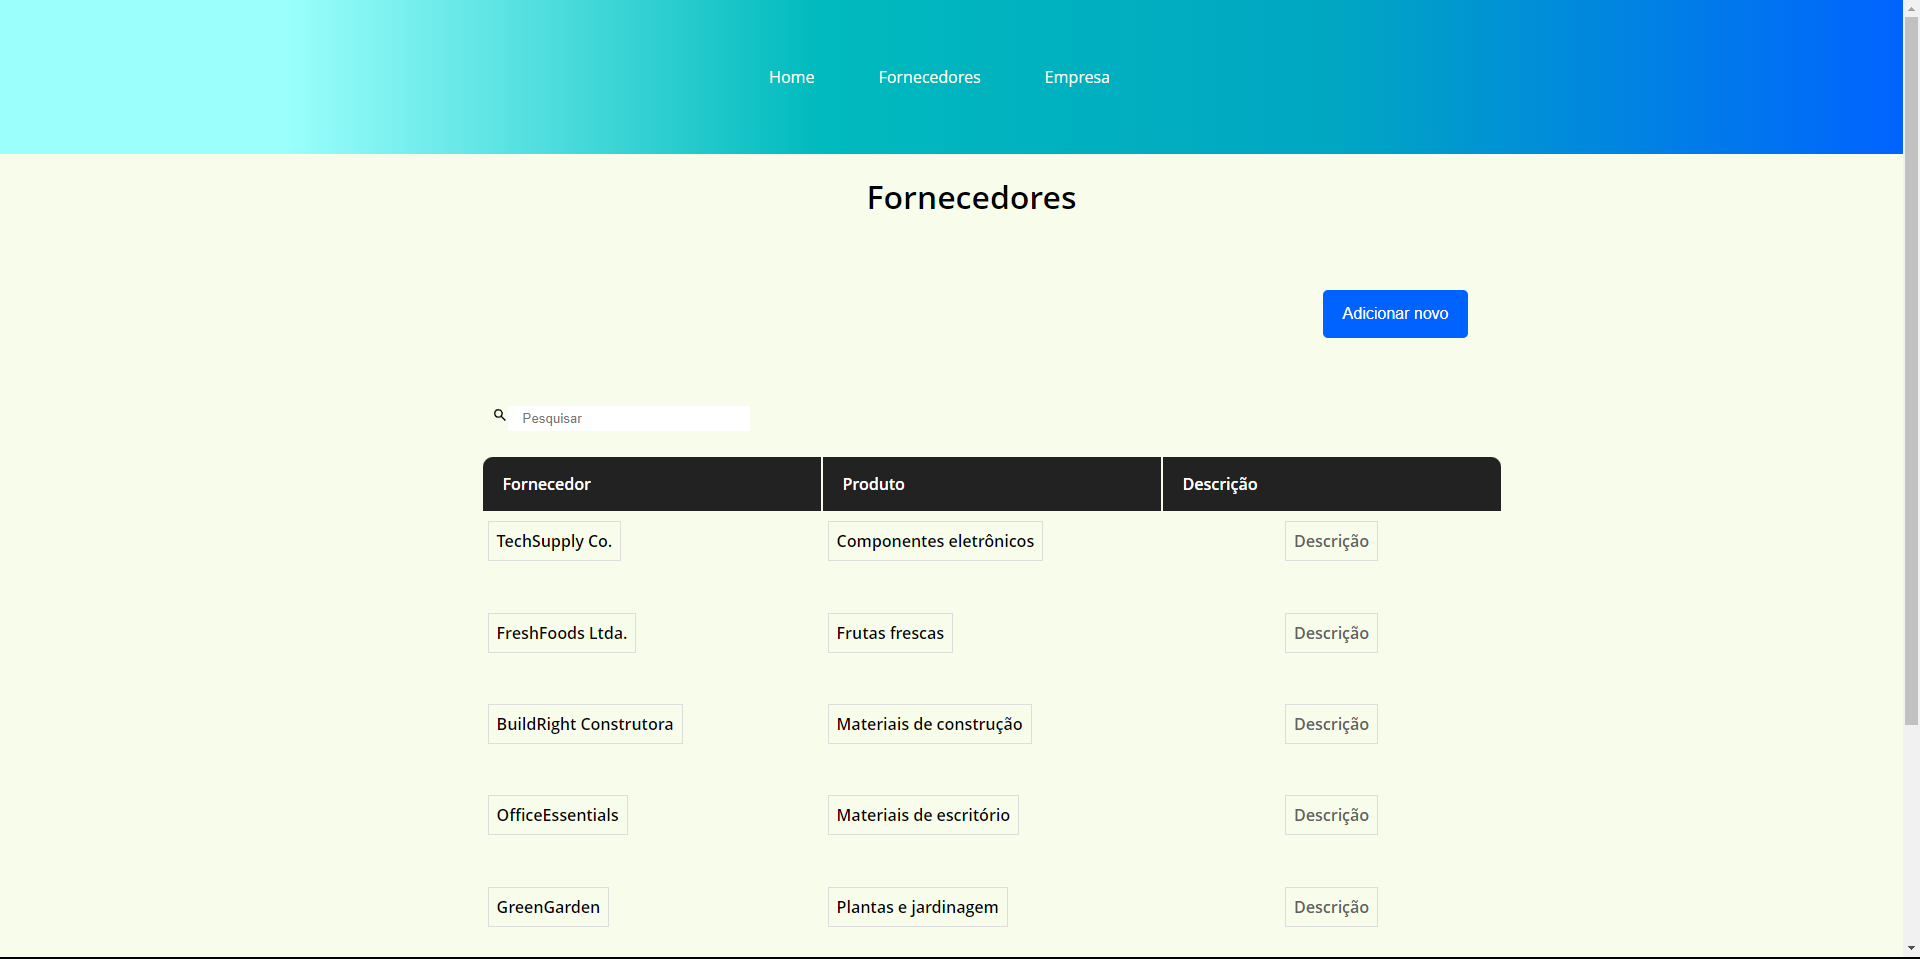 Home Fornecedores Empresa
Fornecedores
Adicionar novo
Pesquisar
Fornecedor Produto Descrição
TechSupply Co. Componentes eletrônicos Descrição
FreshFoods Ltda. Frutas frescas Descrição
BuildRight Construtora Materiais de construção Descrição
OfficeEssentials Materiais de escritório Descrição
GreenGarden Plantas e jardinagem Descrição